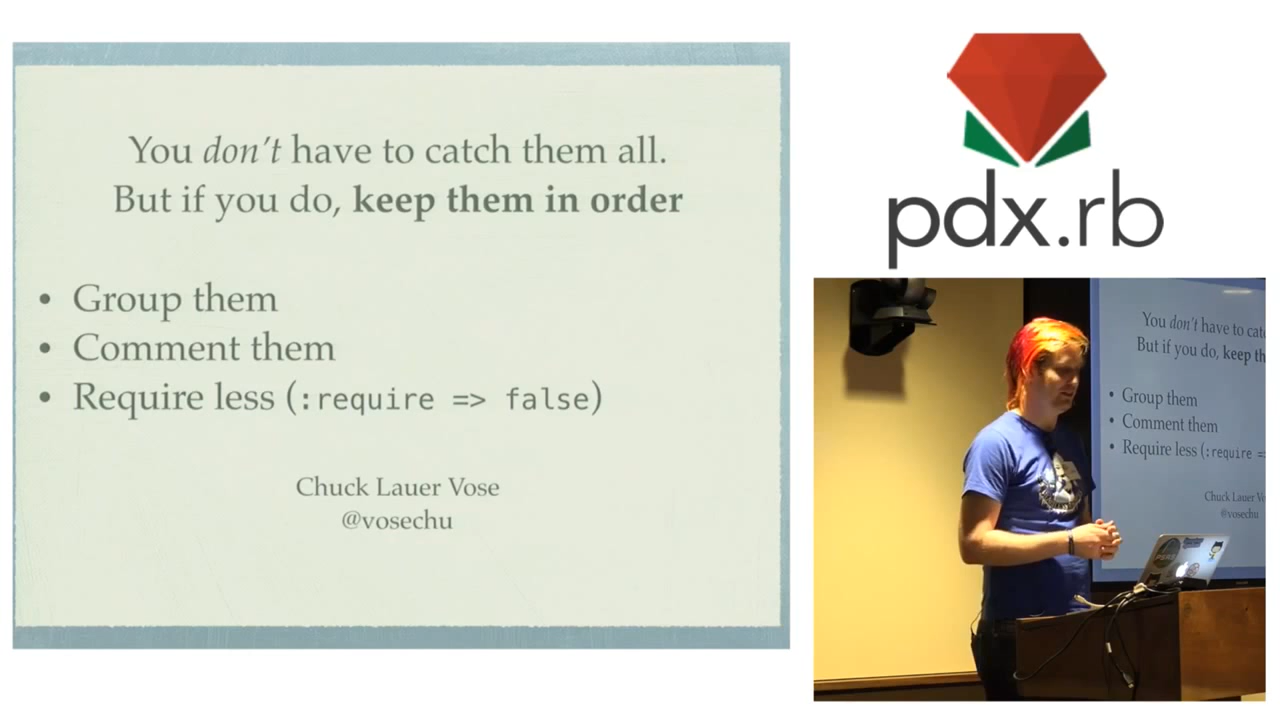 You don't have to catch them all.
But if you do, keep them in order
• Group them
• Comment them
• Require less (:require => false)
Chuck Lauer Vose
@vosechu
pdx.rb
You don't have to catc
But if you do, keep th
• Group them
• Comment them
• Require less (:require =
Chuck Lauer Vo
@vosechu